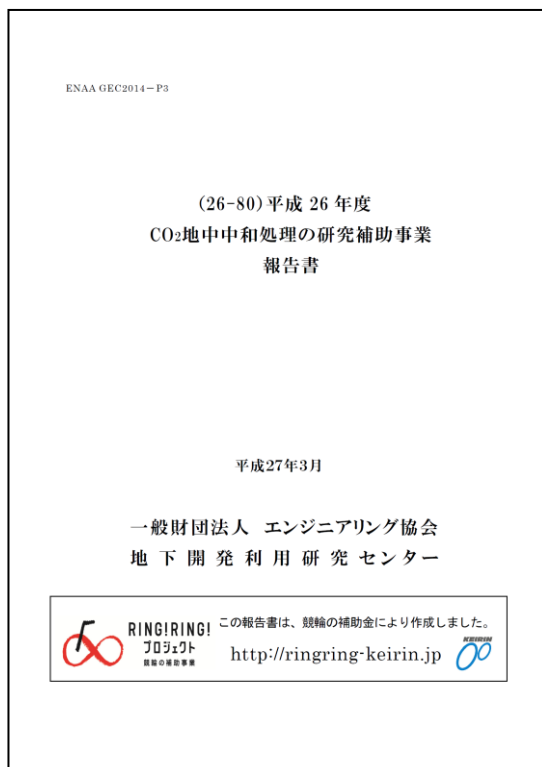 ENAA GEC2014－P3
(26-80)平成 26 年度
CO₂地中中和処理の研究補助事業
報告書
平成27年3月
一般財団法人 エンジニアリング協会
地下開発利用研究センター
RING!RING!
プロジェクト
競輪の補助事業
この報告書は、競輪の補助金により作成しました。
http://ringring-keirin.jp
KEIRIN